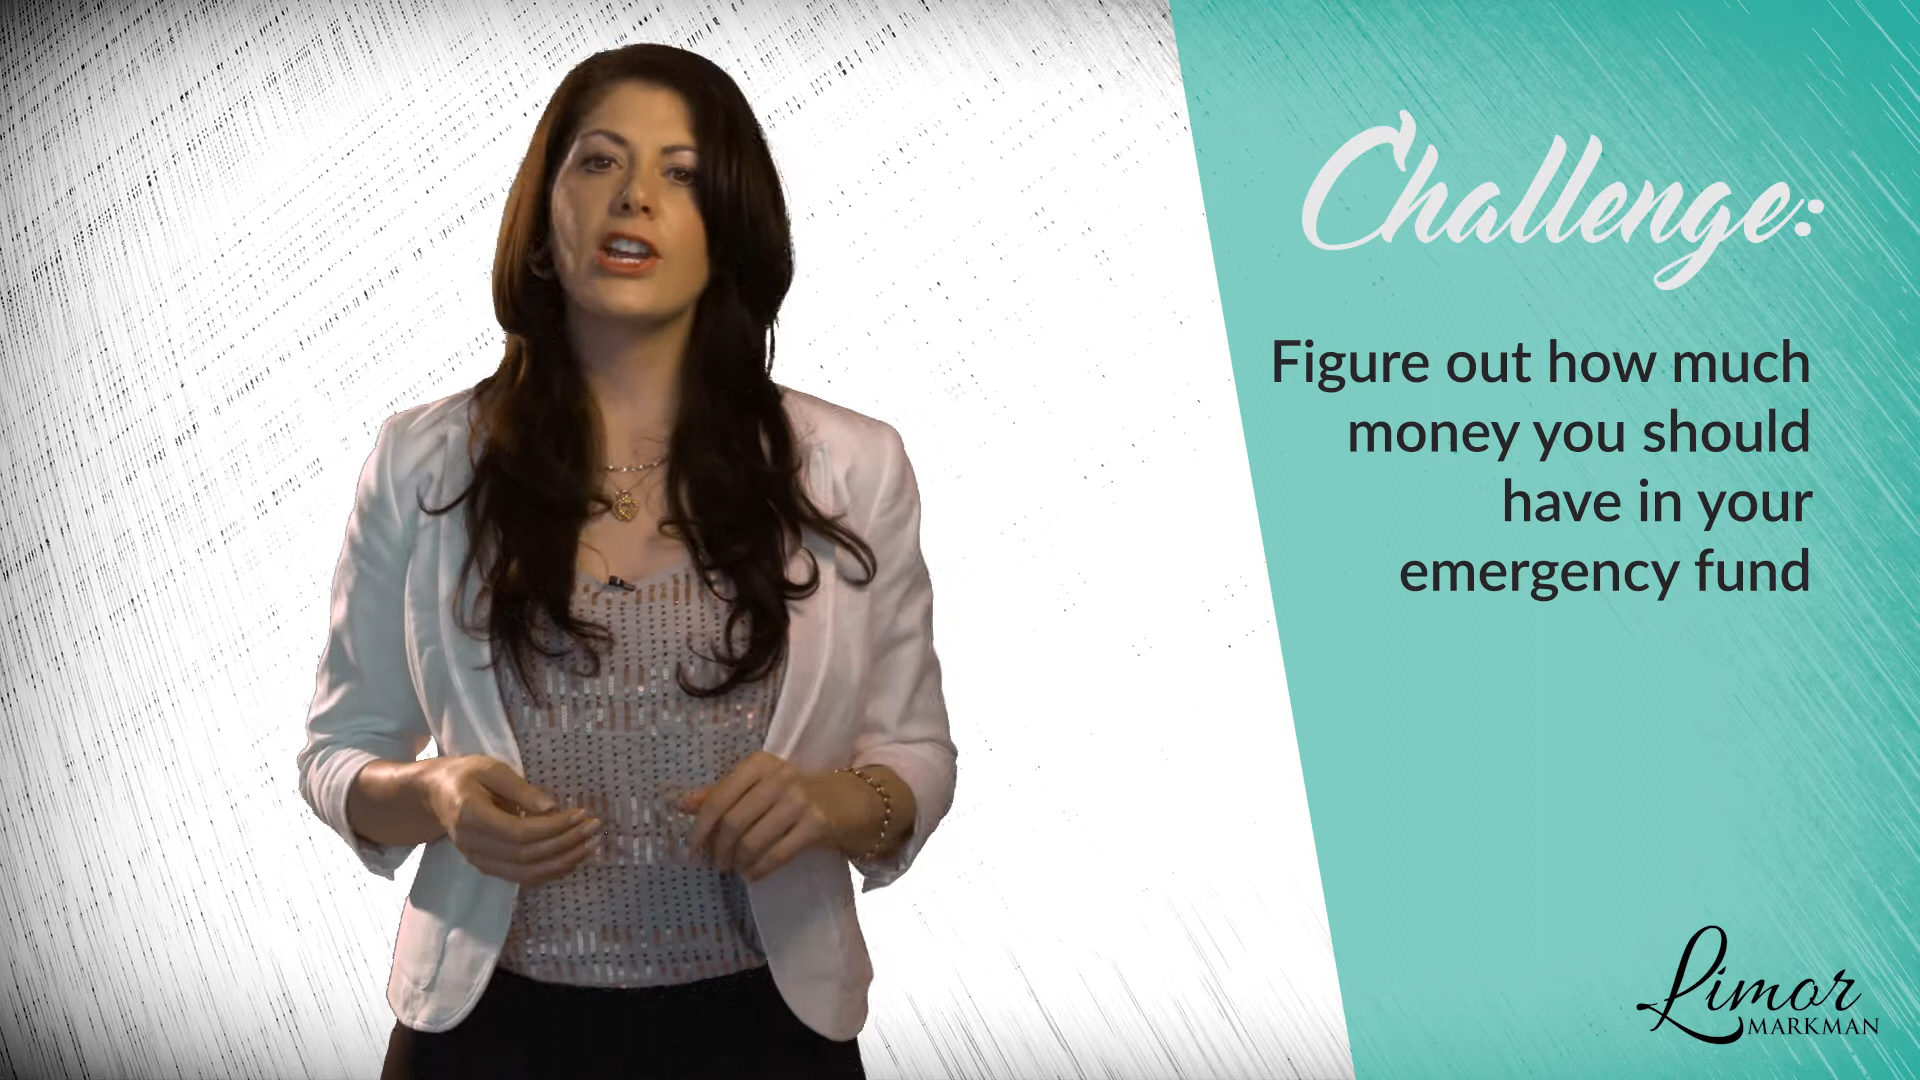 Challenge:
Figure out how much
money you should
have in your
emergency fund
Limor
MARKMAN